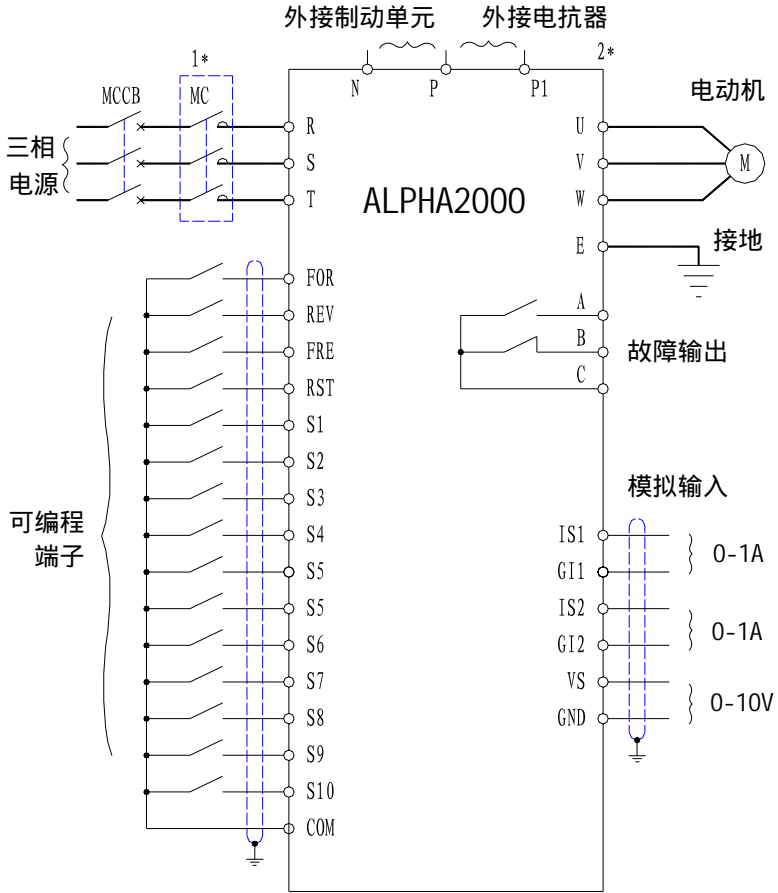 外接制动单元
外接电抗器
1*
2*
MCCB
MC
N
P
P1
三相
电源
R
S
T
ALPHA2000
U
V
W
E
电动机
M
接地
FOR
REV
FRE
RST
S1
S2
S3
S4
S5
S5
S6
S7
S8
S9
S10
COM
可编程
端子
A
B
C
故障输出
模拟输入
IS1
GI1
IS2
GI2
VS
GND
0-1A
0-1A
0-10V